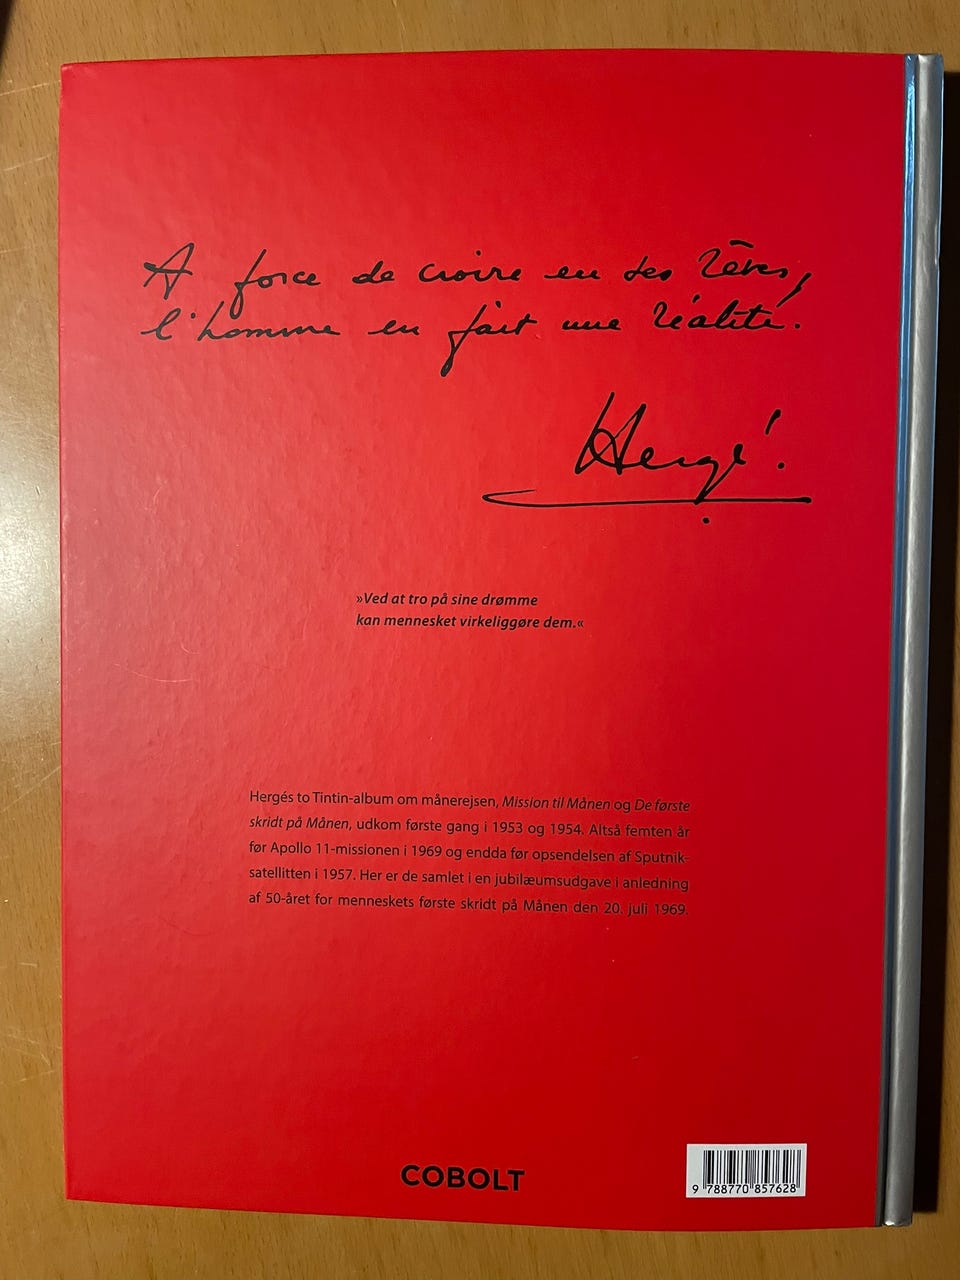 A force de croire en ses rêves,
l'homme en fait une réalité.
Hergé
»Ved at tro på sine drømme
kan mennesket virkeliggøre dem.«
Hergés to Tintin-album om månerejsen, Mission til Månen og De første
skridt på Månen, udkom første gang i 1953 og 1954. Altså femten år
før Apollo 11-missionen i 1969 og endda før opsendelsen af Sputnik-
satellitten i 1957. Her er de samlet i en jubilæumsudgave i anledning
af 50-året for menneskets første skridt på Månen den 20. juli 1969.
COBOLT
9 788770 857628